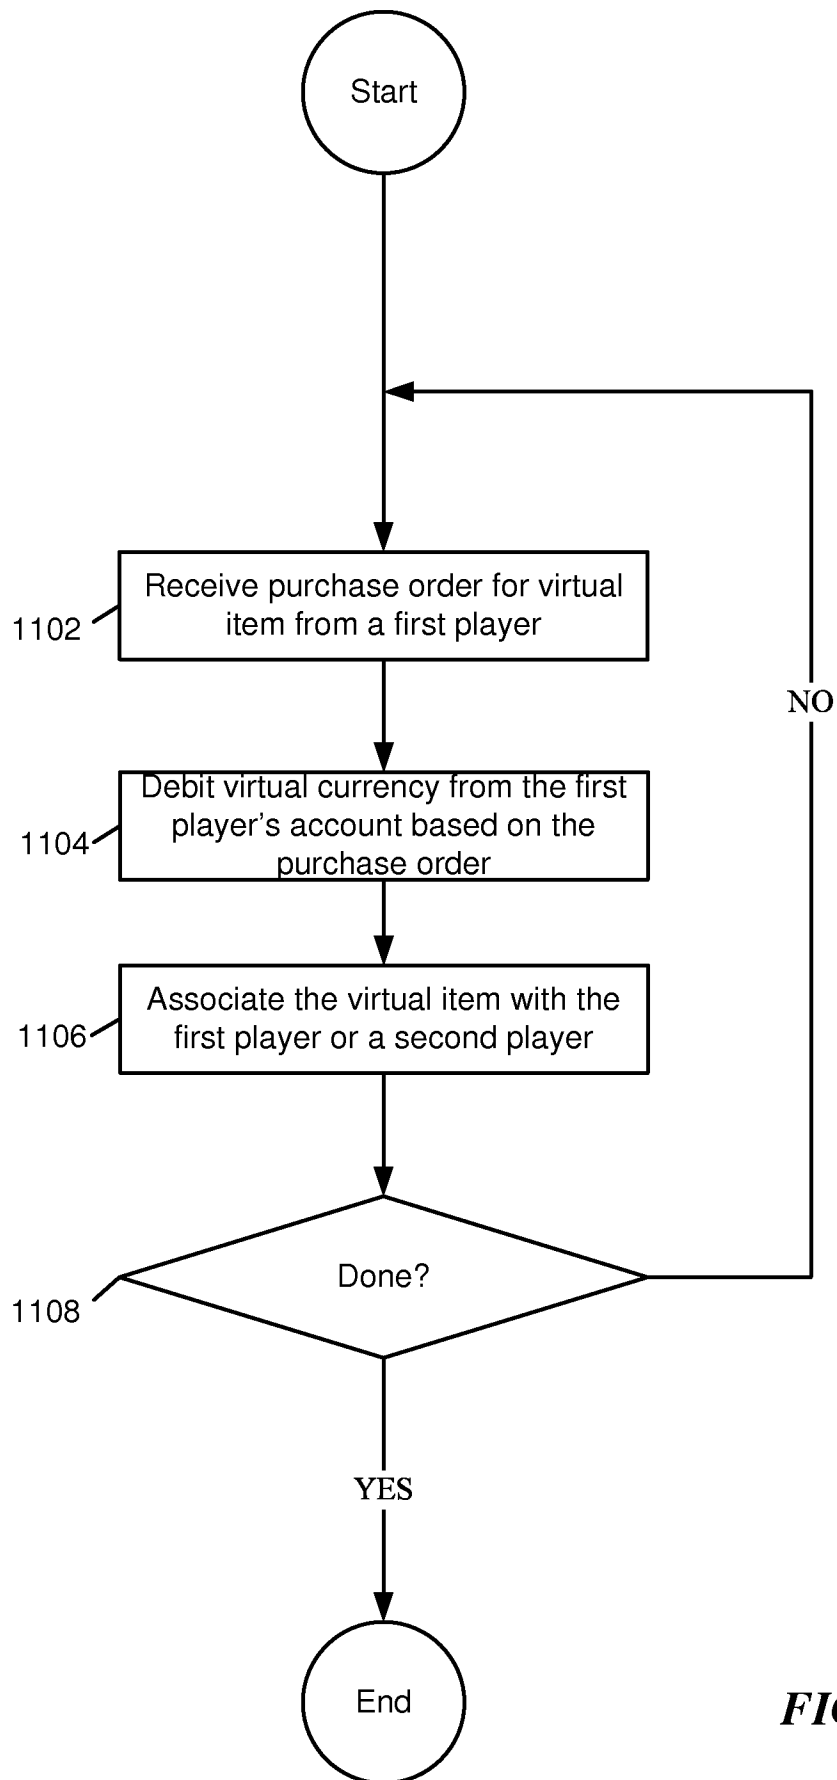 Start
Receive purchase order for virtual
item from a first player
1102
NO
Debit virtual currency from the first
player's account based on the
purchase order
1104
Associate the virtual item with the
first player or a second player
1106
Done?
1108
YES
End